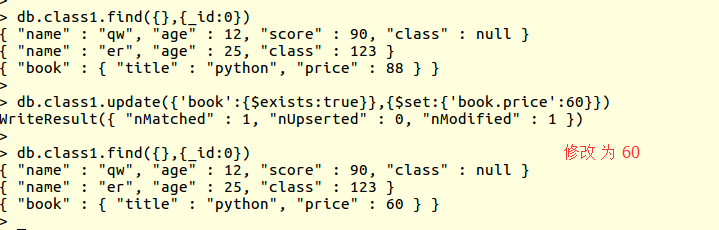 > db.class1.find({},{_id:0})
{ "name" : "qw", "age" : 12, "score" : 90, "class" : null }
{ "name" : "er", "age" : 25, "class" : 123 }
{ "book" : { "title" : "python", "price" : 88 } }
>
> db.class1.update({'book':{$exists:true}},{$set:{'book.price':60}})
WriteResult({ "nMatched" : 1, "nUpserted" : 0, "nModified" : 1 })
>
> db.class1.find({},{_id:0})
修改为 60
{ "name" : "qw", "age" : 12, "score" : 90, "class" : null }
{ "name" : "er", "age" : 25, "class" : 123 }
{ "book" : { "title" : "python", "price" : 60 } }
> _